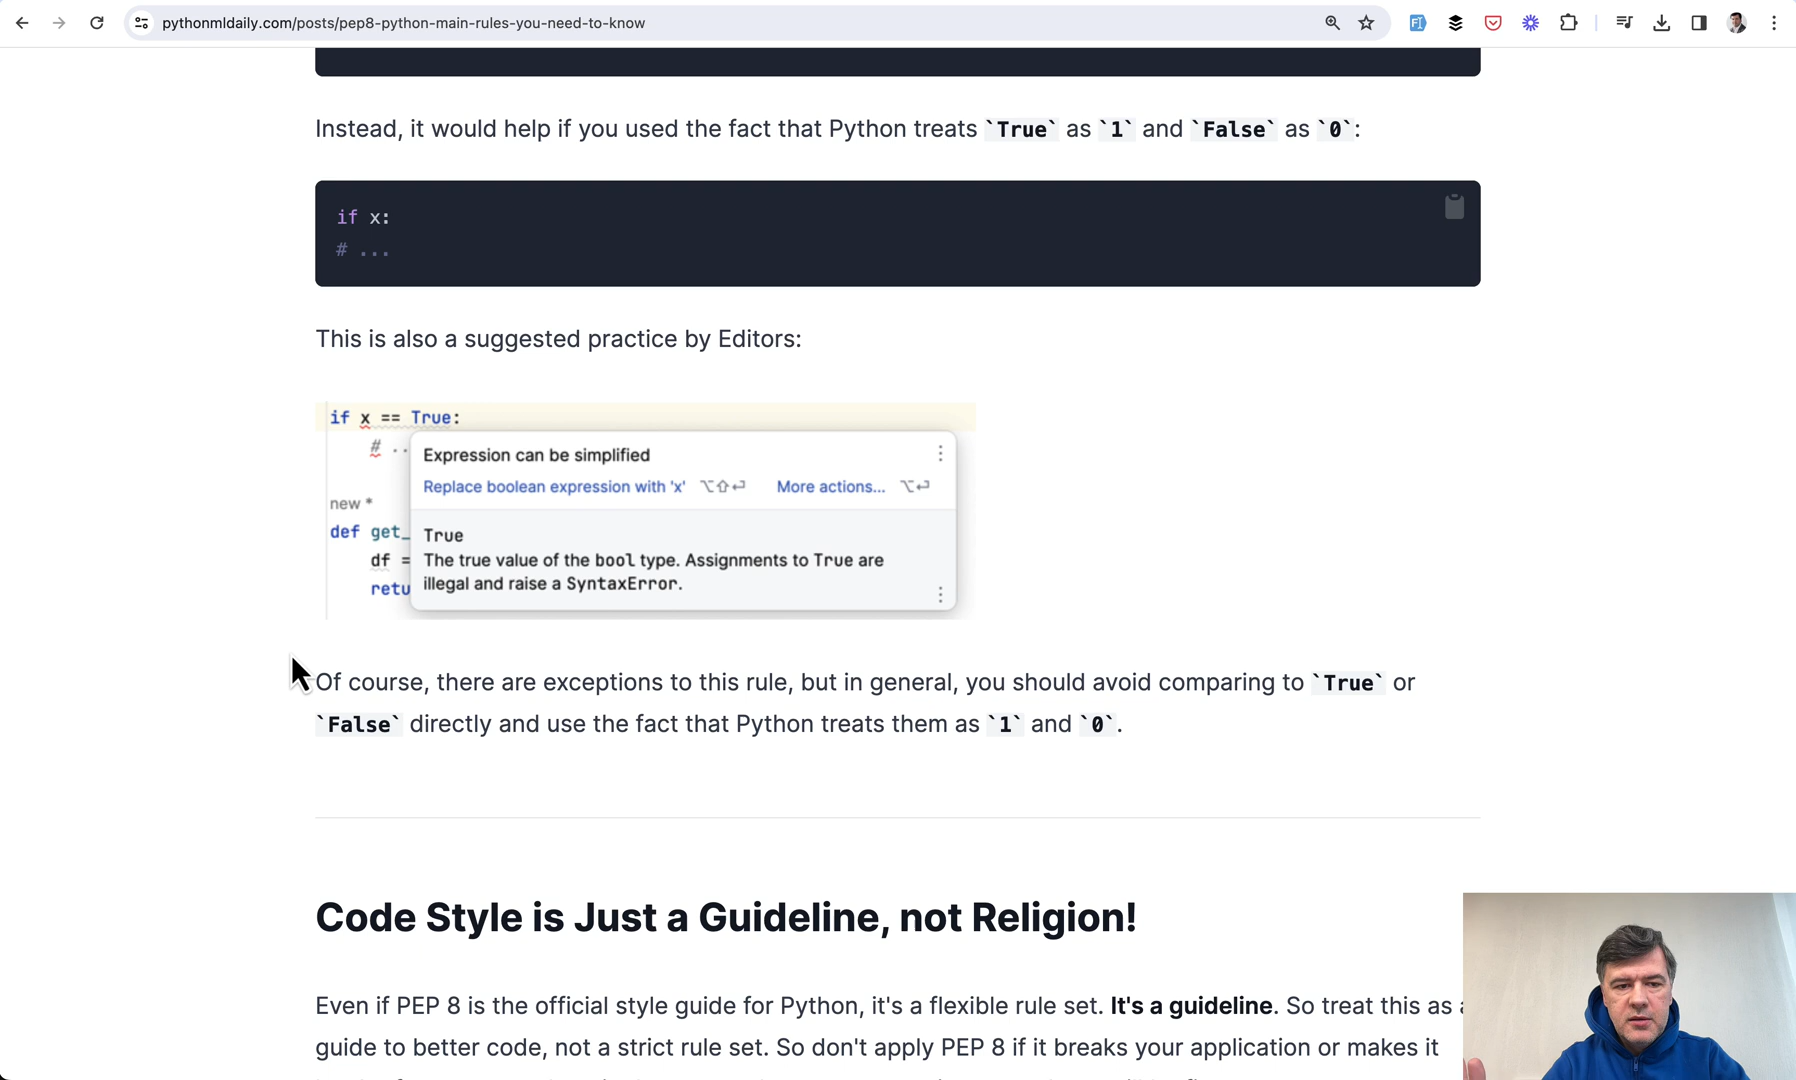 pythonmldaily.com/posts/pep8-python-main-rules-you-need-to-know
Instead, it would help if you used the fact that Python treats `True` as `1` and `False` as `0`:
if x:
# ...
This is also a suggested practice by Editors:
if x == True:
# ..
Expression can be simplified
Replace boolean expression with 'x' ⌥⇧⏎ More actions... ⌥⏎
new *
def get_
True
df =
The true value of the bool type. Assignments to True are
retu
illegal and raise a SyntaxError.
Of course, there are exceptions to this rule, but in general, you should avoid comparing to `True` or
`False` directly and use the fact that Python treats them as `1` and `0`.
Code Style is Just a Guideline, not Religion!
Even if PEP 8 is the official style guide for Python, it's a flexible rule set. It's a guideline. So treat this as
guide to better code, not a strict rule set. So don't apply PEP 8 if it breaks your application or makes it